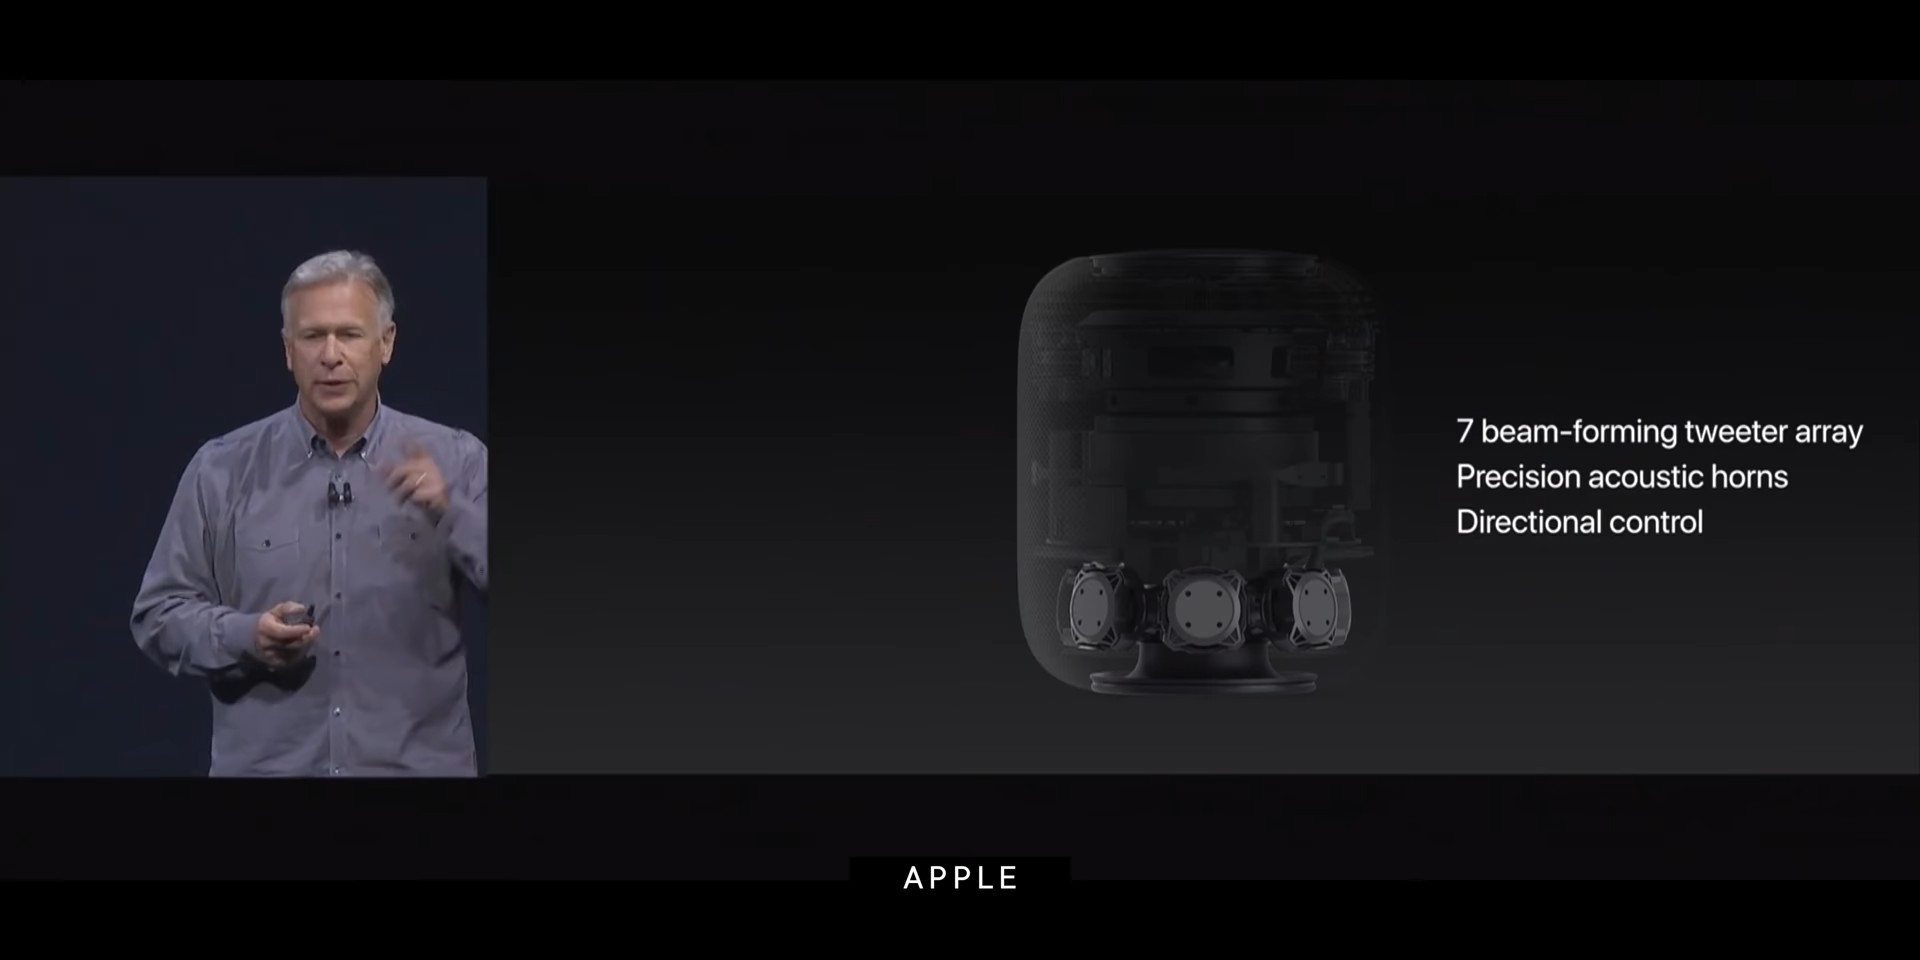 7 beam-forming tweeter array
Precision acoustic horns
Directional control
APPLE